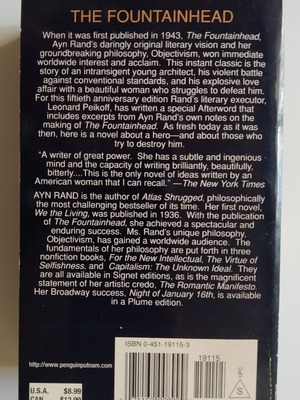 THE FOUNTAINHEAD
When it was first published in 1943, The Fountainhead,
Ayn Rand's daringly original literary vision and her
groundbreaking philosophy, Objectivism, won immediate
worldwide interest and acclaim. This instant classic is the
story of an intransigent young architect, his violent battle
against conventional standards, and his explosive love
affair with a beautiful woman who struggles to defeat him.
For this fiftieth anniversary edition Rand's literary executor,
Leonard Peikoff, has written a special Afterword that
includes excerpts from Ayn Rand's own notes on the
making of The Fountainhead. As fresh today as it was
then, here is a novel about a hero—and about those who
try to destroy him.
"A writer of great power. She has a subtle and ingenious
mind and the capacity of writing brilliantly, beautifully,
bitterly....This is the only novel of ideas written by an
American woman that I can recall."—The New York Times
AYN RAND is the author of Atlas Shrugged, philosophically
the most challenging bestseller of its time. Her first novel,
We the Living, was published in 1936. With the publication
of The Fountainhead, she achieved a spectacular and
enduring success. Ms. Rand's unique philosophy,
Objectivism, has gained a worldwide audience. The
fundamentals of her philosophy are put forth in three
nonfiction books, For the New Intellectual, The Virtue of
Selfishness, and Capitalism: The Unknown Ideal. They
are all available in Signet editions, as is the magnificent
statement of her artistic credo, The Romantic Manifesto.
Her Broadway success, Night of January 16th, is available
in a Plume edition.
ISBN 0-451-19115-3
19115
S
http://www.penguinputnam.com
U.S.A. $8.99
CAN. $12.99